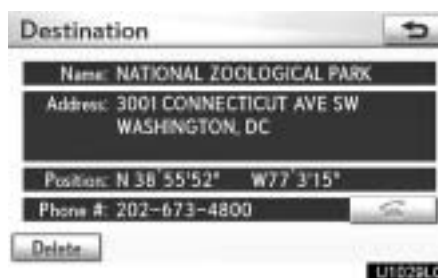 Destination
Name: NATIONAL ZOOLOGICAL PARK
Address: 3001 CONNECTICUT AVE SW
WASHINGTON, DC
Position: N 38°55'52" W77°3'15"
Phone #: 202-673-4800
Delete
U1028LC